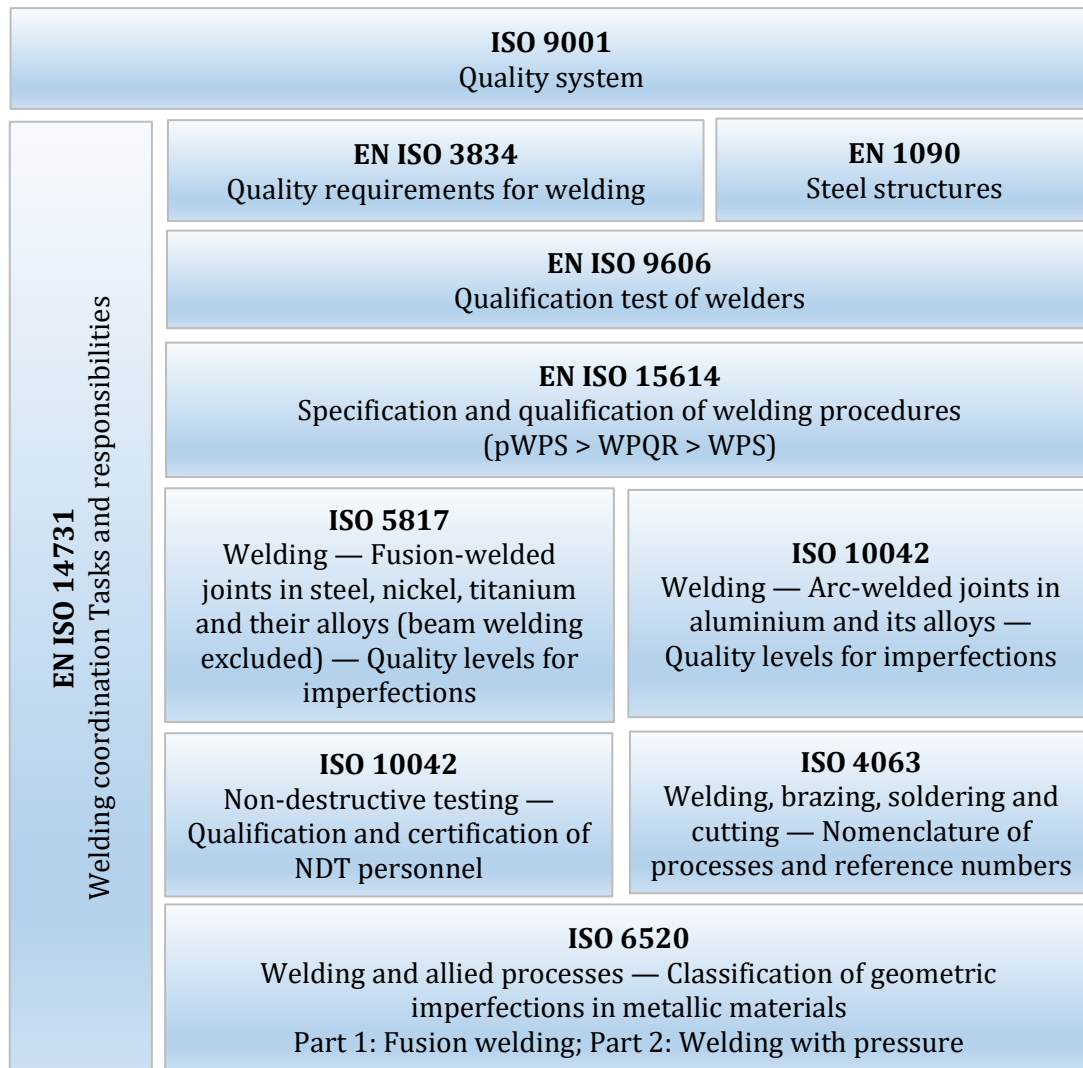 ISO 9001
Quality system
EN ISO 14731
Welding coordination Tasks and responsibilities
EN ISO 3834
Quality requirements for welding
EN 1090
Steel structures
EN ISO 9606
Qualification test of welders
EN ISO 15614
Specification and qualification of welding procedures
(pWPS > WPQR > WPS)
ISO 5817
Welding — Fusion-welded
joints in steel, nickel, titanium
and their alloys (beam welding
excluded) — Quality levels for
imperfections
ISO 10042
Welding — Arc-welded joints in
aluminium and its alloys —
Quality levels for imperfections
ISO 10042
Non-destructive testing —
Qualification and certification of
NDT personnel
ISO 4063
Welding, brazing, soldering and
cutting — Nomenclature of
processes and reference numbers
ISO 6520
Welding and allied processes — Classification of geometric
imperfections in metallic materials
Part 1: Fusion welding; Part 2: Welding with pressure